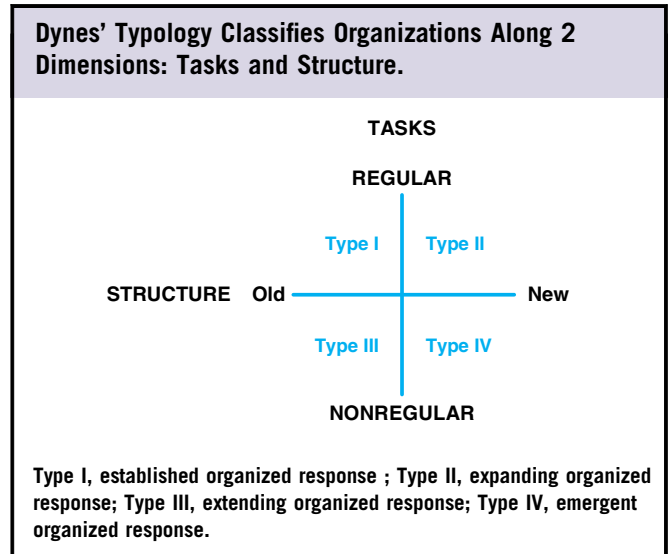 Dynes' Typology Classifies Organizations Along 2
Dimensions: Tasks and Structure.
TASKS
REGULAR
Type I Type II
STRUCTURE Old New
Type III Type IV
NONREGULAR
Type I, established organized response ; Type II, expanding organized
response; Type III, extending organized response; Type IV, emergent
organized response.